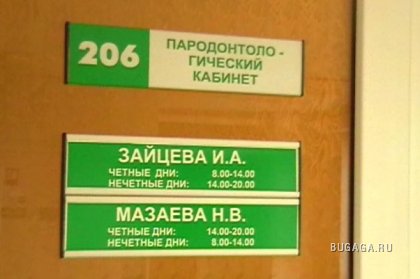 206
ПАРОДОНТОЛО -
ГИЧЕСКИЙ
КАБИНЕТ
ЗАЙЦЕВА И.А.
ЧЕТНЫЕ ДНИ: 8.00-14.00
НЕЧЕТНЫЕ ДНИ: 14.00-20.00
МАЗАЕВА Н.В.
ЧЕТНЫЕ ДНИ: 14.00-20.00
НЕЧЕТНЫЕ ДНИ: 8.00-14.00
BUGAGA.RU